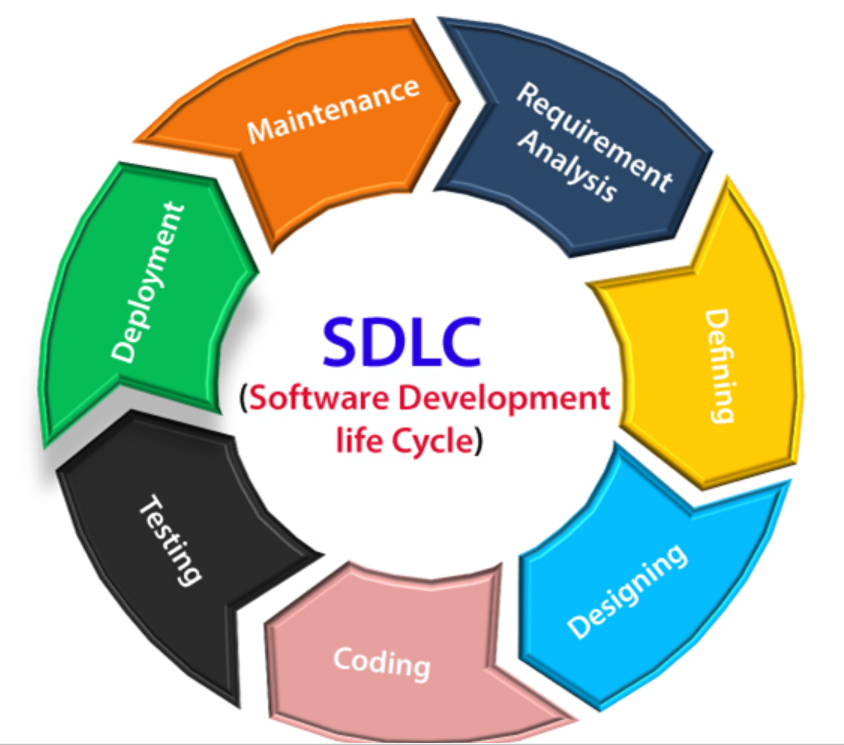 Maintenance
Requirement
Analysis
Deployment
Defining
SDLC
(Software Development
life Cycle)
Testing
Designing
Coding